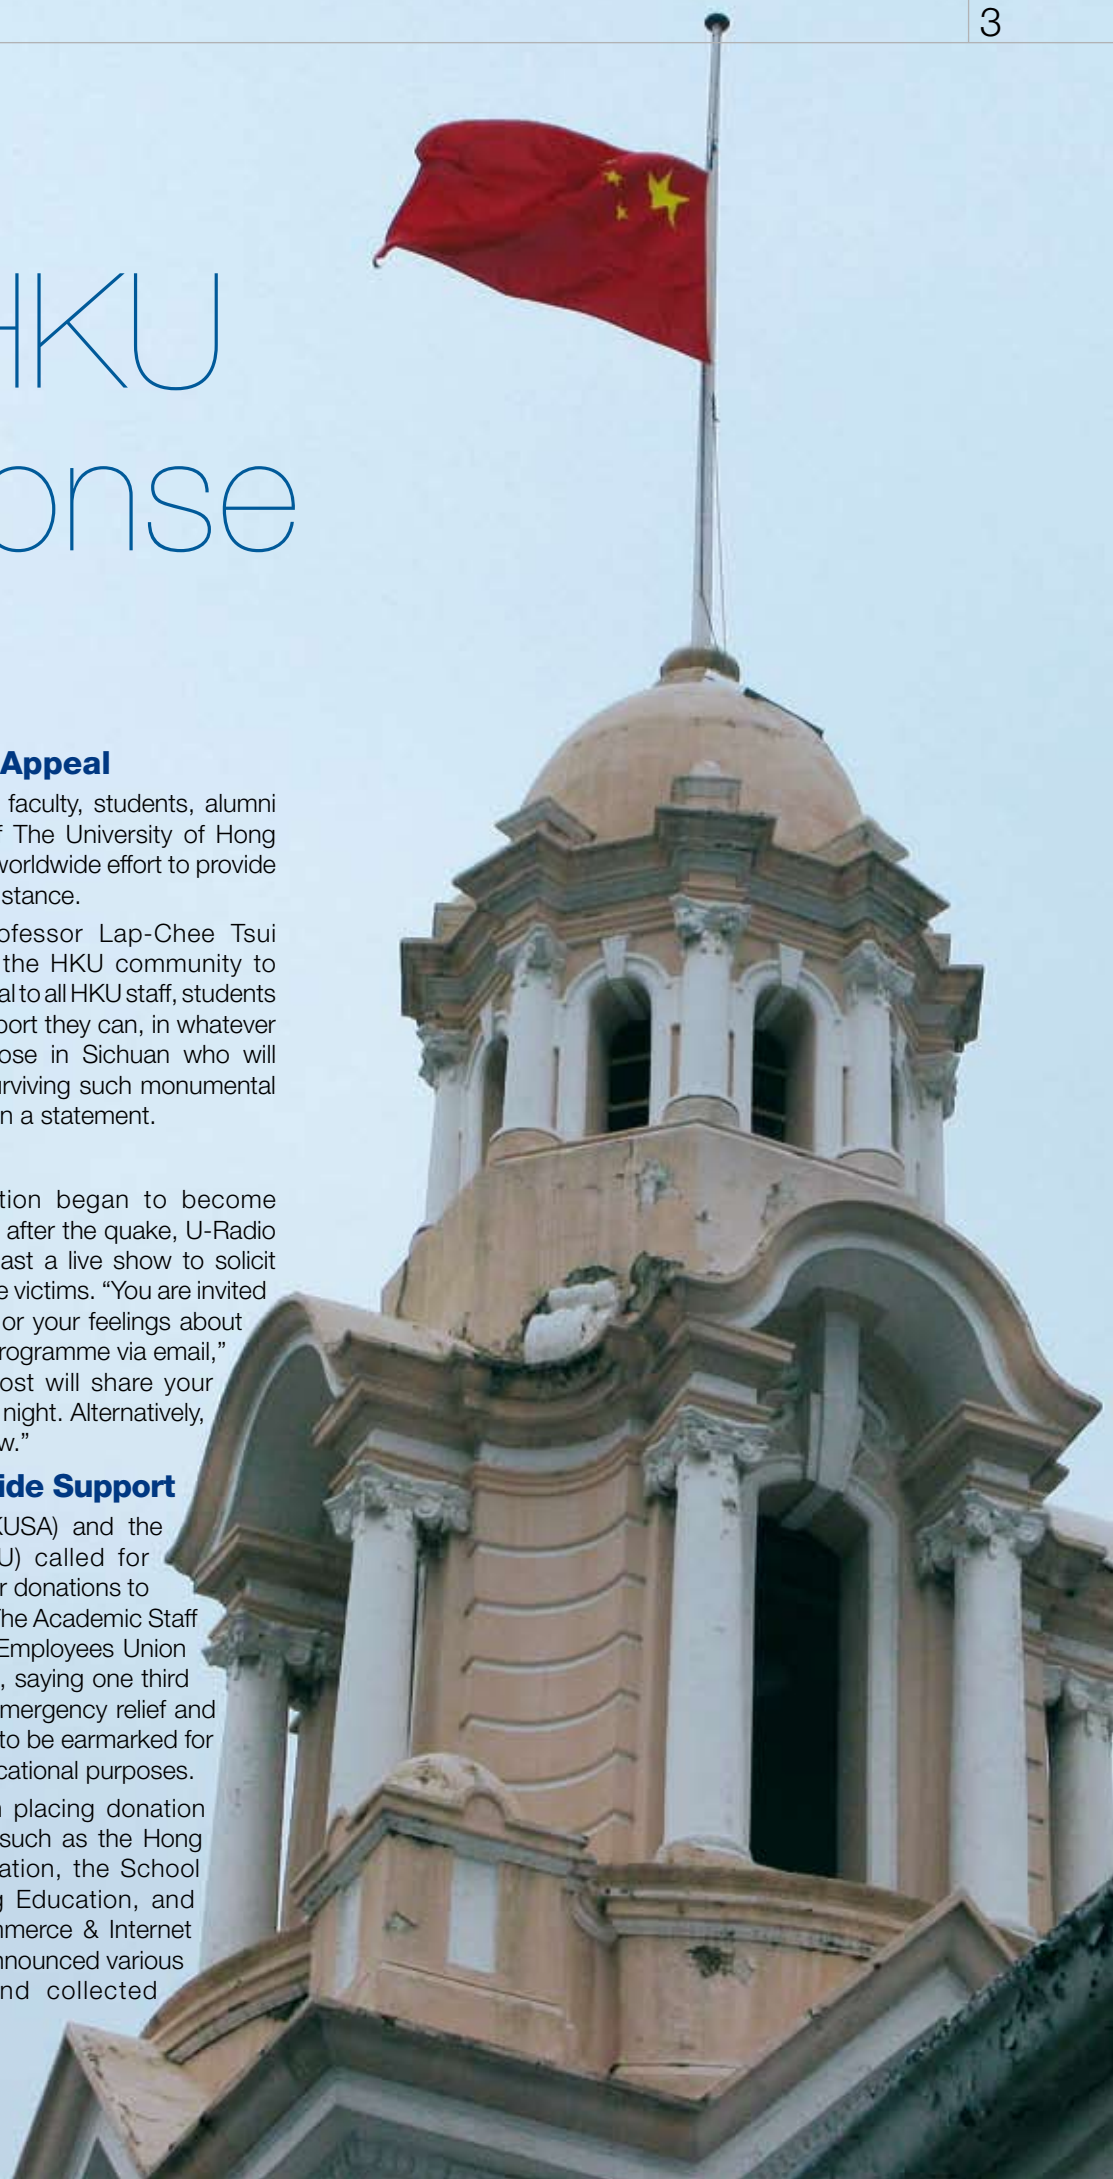 3
HKU
onse
Appeal
faculty, students, alumni
f The University of Hong
worldwide effort to provide
stance.
ofessor Lap-Chee Tsui
the HKU community to
al to all HKU staff, students
port they can, in whatever
ose in Sichuan who will
urviving such monumental
n a statement.
tion began to become
after the quake, U-Radio
ast a live show to solicit
e victims. “You are invited
or your feelings about
rogramme via email,”
ost will share your
night. Alternatively,
w.”
ide Support
KUSA) and the
U) called for
r donations to
The Academic Staff
Employees Union
, saying one third
mergency relief and
to be earmarked for
cational purposes.
n placing donation
such as the Hong
ation, the School
g Education, and
mmerce & Internet
nnounced various
nd collected